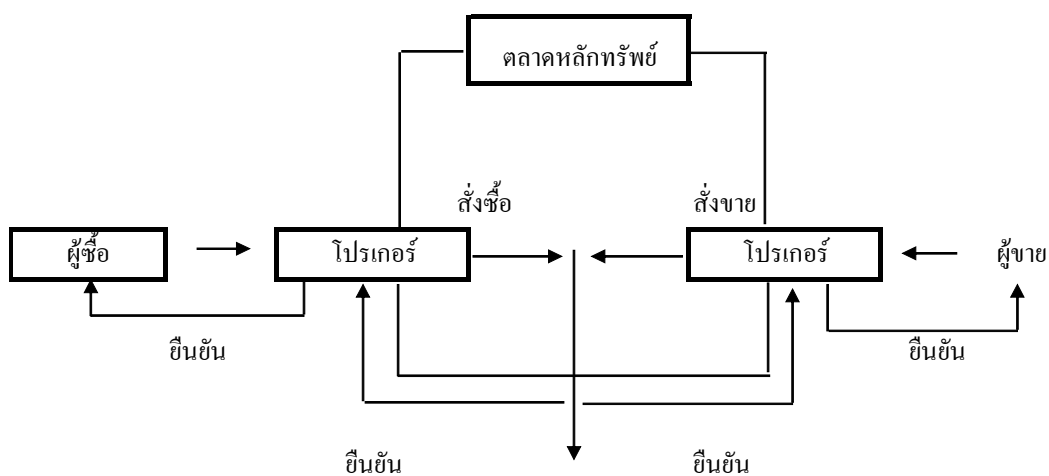 ตลาดหลักทรัพย์
สั่งซื้อ
สั่งขาย
ผู้ซื้อ
โปรเกอร์
โปรเกอร์
ผู้ขาย
ยืนยัน
ยืนยัน
ยืนยัน
ยืนยัน